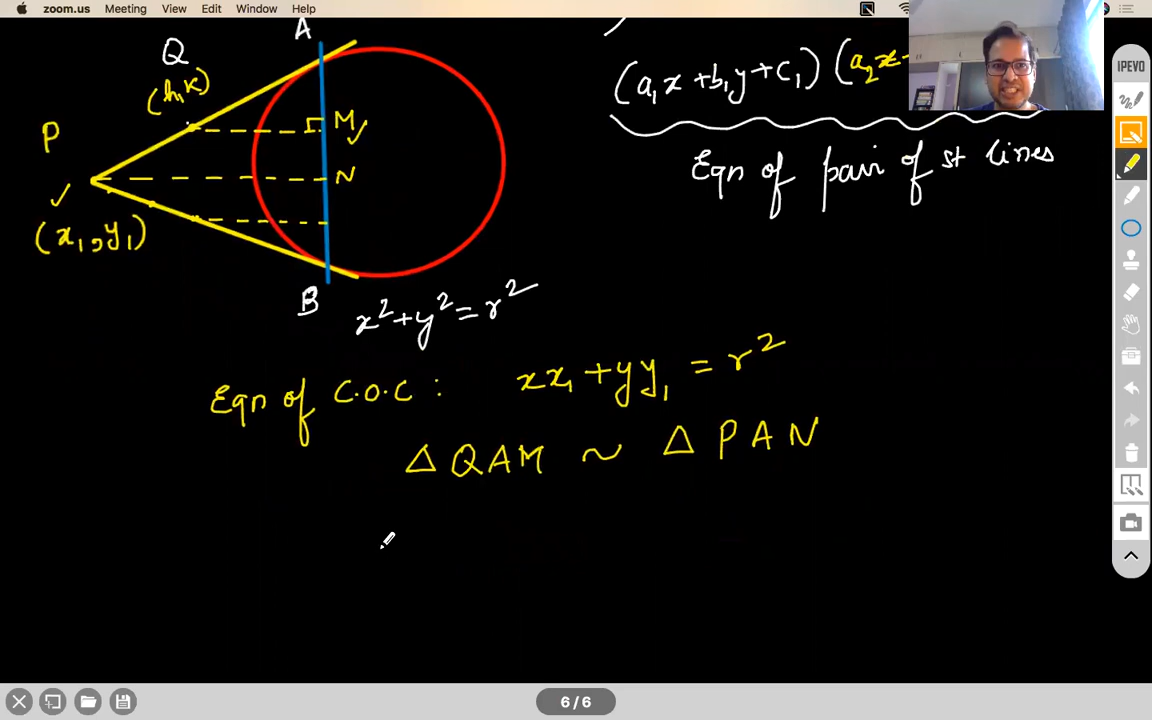 zoom.us Meeting View Edit Window Help
A
Q
(h,k)
(a₁x+b₁y+c₁)(a₂x-
IPEVO
P
M
N
Eqn of pair of st lines
(x₁,y₁)
B
x²+y²=r²
Eqn of C.O.C : xx₁+yy₁=r²
△QAM ~ △PAN
6/6